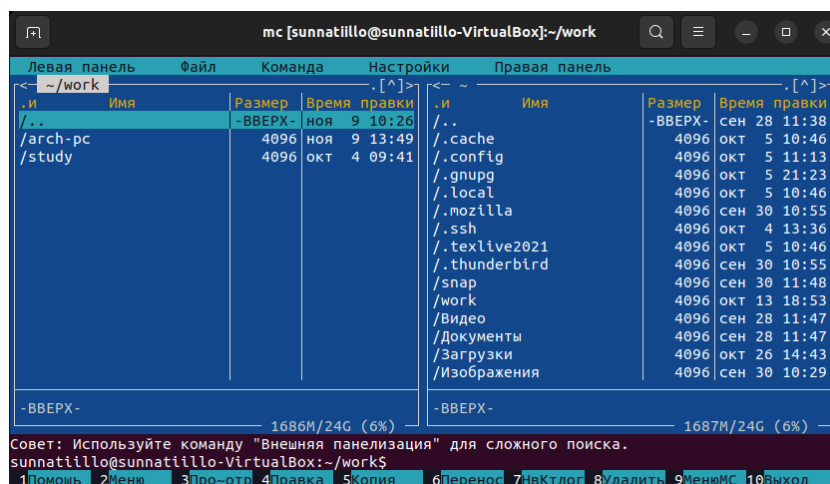 mc [sunnatiillo@sunnatiillo-VirtualBox]:~/work
Левая панель Файл Команда Настройки Правая панель
<— ~/work .[^]> <— ~ .[^]>
.и Имя Размер Время правки .и Имя Размер Время правки
/.. -ВВЕРХ- ноя 9 10:26 /.. -ВВЕРХ- сен 28 11:38
/arch-pc 4096 ноя 9 13:49 /.cache 4096 окт 5 10:46
/study 4096 окт 4 09:41 /.config 4096 окт 5 11:13
/.gnupg 4096 окт 5 21:23
/.local 4096 окт 5 10:46
/.mozilla 4096 сен 30 10:55
/.ssh 4096 окт 4 13:36
/.texlive2021 4096 окт 5 10:46
/.thunderbird 4096 сен 30 10:55
/snap 4096 сен 30 11:48
/work 4096 окт 13 18:53
/Видео 4096 сен 28 11:47
/Документы 4096 сен 28 11:47
/Загрузки 4096 окт 26 14:43
/Изображения 4096 сен 30 10:29
-ВВЕРХ- -ВВЕРХ-
1686M/24G (6%) 1687M/24G (6%)
Совет: Используйте команду "Внешняя панелизация" для сложного поиска.
sunnatiillo@sunnatiillo-VirtualBox:~/work$
1Помощь 2Меню 3Про~отр 4Правка 5Копия 6Перенос 7НвКтлог 8Удалить 9МенюМС 10Выход